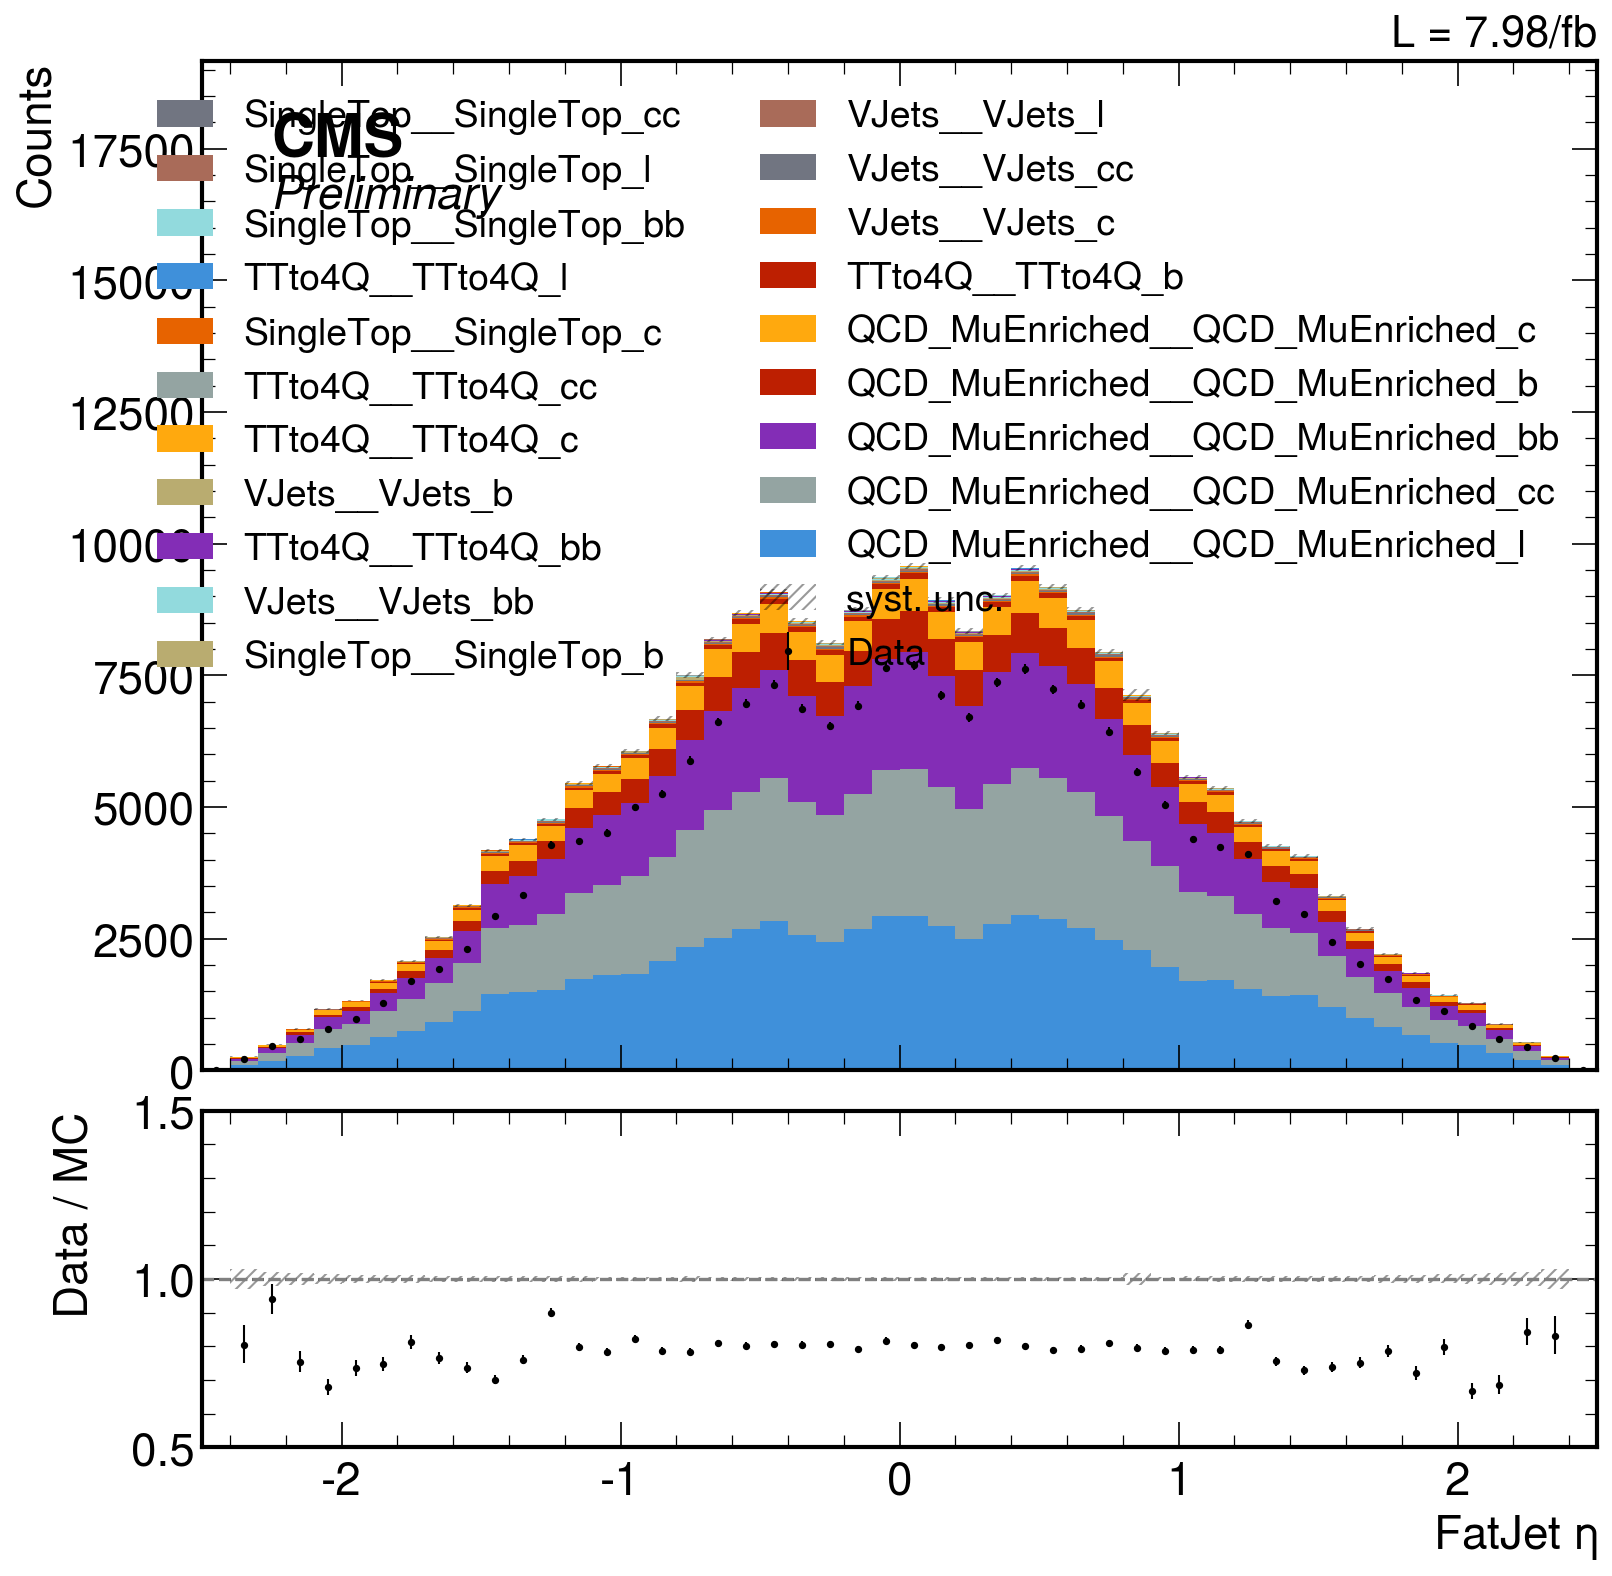 L = 7.98/fb
Counts
CMS
Preliminary
SingleTop__SingleTop_cc
SingleTop__SingleTop_l
SingleTop__SingleTop_bb
TTto4Q__TTto4Q_l
SingleTop__SingleTop_c
TTto4Q__TTto4Q_cc
TTto4Q__TTto4Q_c
VJets__VJets_b
TTto4Q__TTto4Q_bb
VJets__VJets_bb
SingleTop__SingleTop_b
VJets__VJets_l
VJets__VJets_cc
VJets__VJets_c
TTto4Q__TTto4Q_b
QCD_MuEnriched__QCD_MuEnriched_c
QCD_MuEnriched__QCD_MuEnriched_b
QCD_MuEnriched__QCD_MuEnriched_bb
QCD_MuEnriched__QCD_MuEnriched_cc
QCD_MuEnriched__QCD_MuEnriched_l
syst. unc.
Data
17500
15000
12500
10000
7500
5000
2500
0
Data / MC
1.5
1.0
0.5
-2
-1
0
1
2
FatJet η